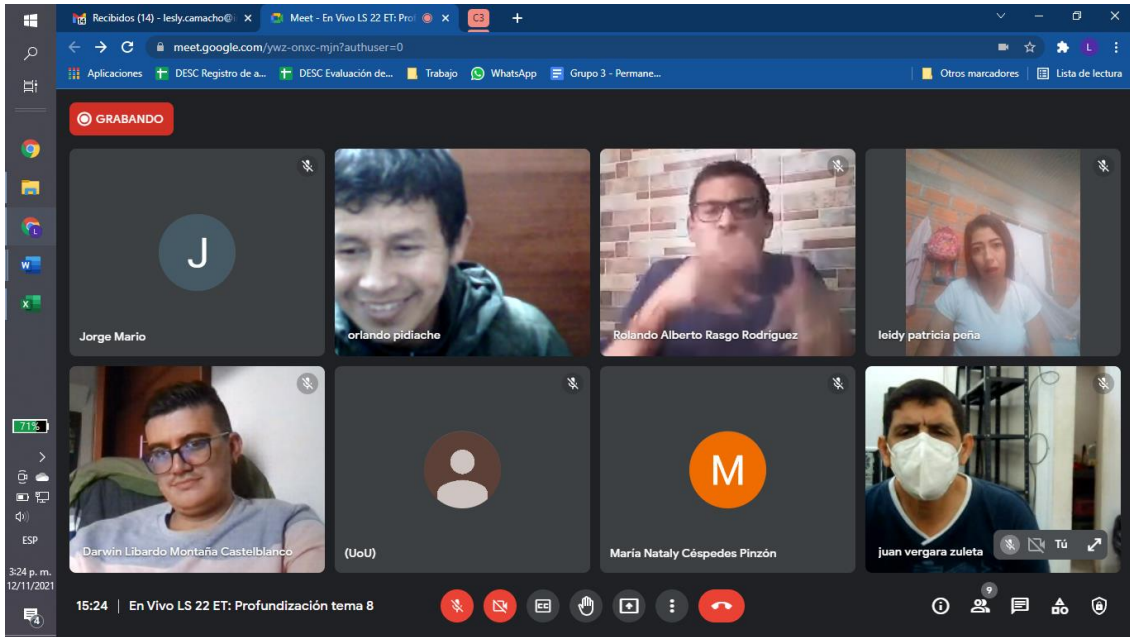 Recibidos (14) - lesly.camacho@
Meet - En Vivo LS 22 ET: Prof
C3
meet.google.com/ywz-onxc-mjn?authuser=0
L
Aplicaciones
DESC Registro de a...
DESC Evaluación de...
Trabajo
WhatsApp
Grupo 3 - Permane...
Otros marcadores
Lista de lectura
GRABANDO
J
Jorge Mario
orlando pidiache
Rolando Alberto Rasgo Rodríguez
leidy patricia peña
Darwin Libardo Montaña Castelblanco
(UoU)
M
María Nataly Céspedes Pinzón
juan vergara zuleta
Tú
71%
ESP
3:24 p. m.
12/11/2021
4
15:24 | En Vivo LS 22 ET: Profundización tema 8
CC
9